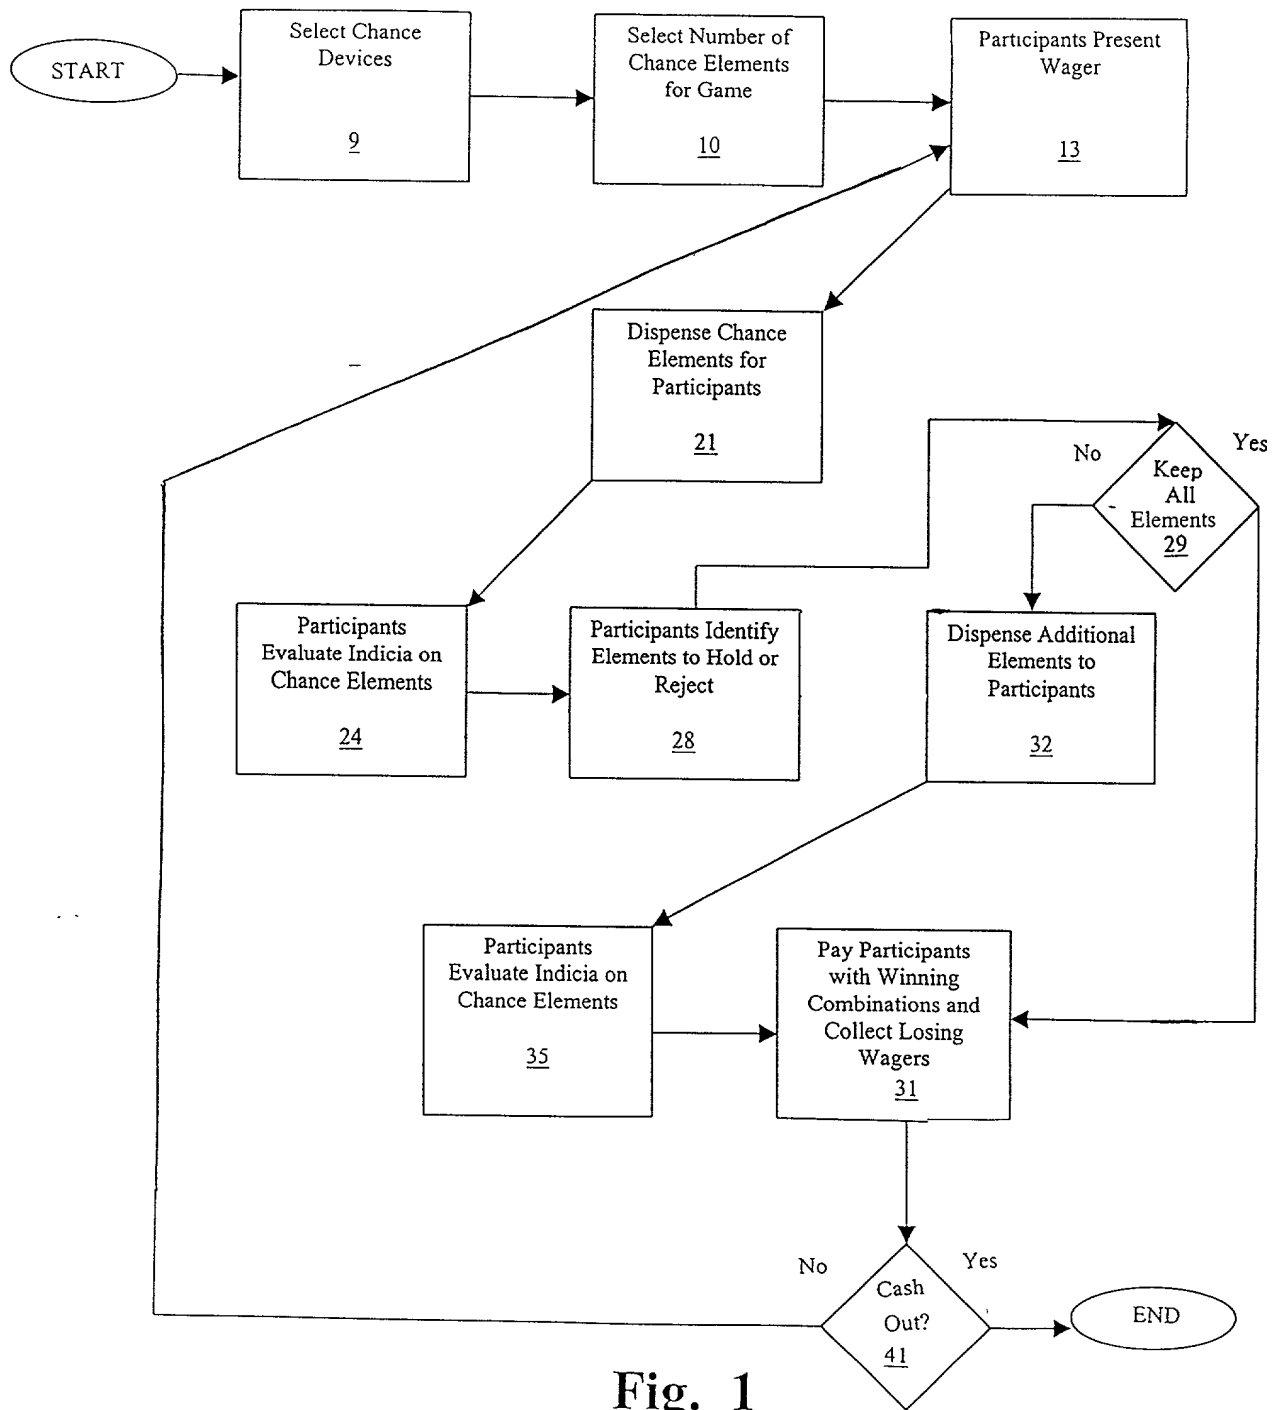 START
Select Chance
Devices
9
Select Number of
Chance Elements
for Game
10
Participants Present
Wager
13
Dispense Chance
Elements for
Participants
21
Participants
Evaluate Indicia on
Chance Elements
24
Participants Identify
Elements to Hold or
Reject
28
No
Yes
Keep
All
Elements
29
Dispense Additional
Elements to
Participants
32
Participants
Evaluate Indicia on
Chance Elements
35
Pay Participants
with Winning
Combinations and
Collect Losing
Wagers
31
No
Yes
Cash
Out?
41
END
Fig. 1